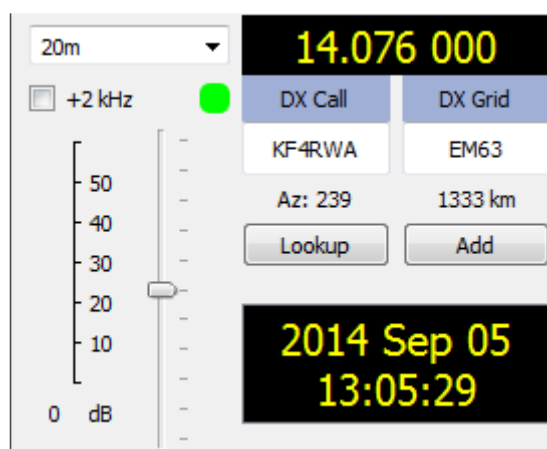 20m
14.076 000
+2 kHz
DX Call
DX Grid
KF4RWA
EM63
Az: 239
1333 km
Lookup
Add
50
40
30
20
10
0 dB
2014 Sep 05
13:05:29